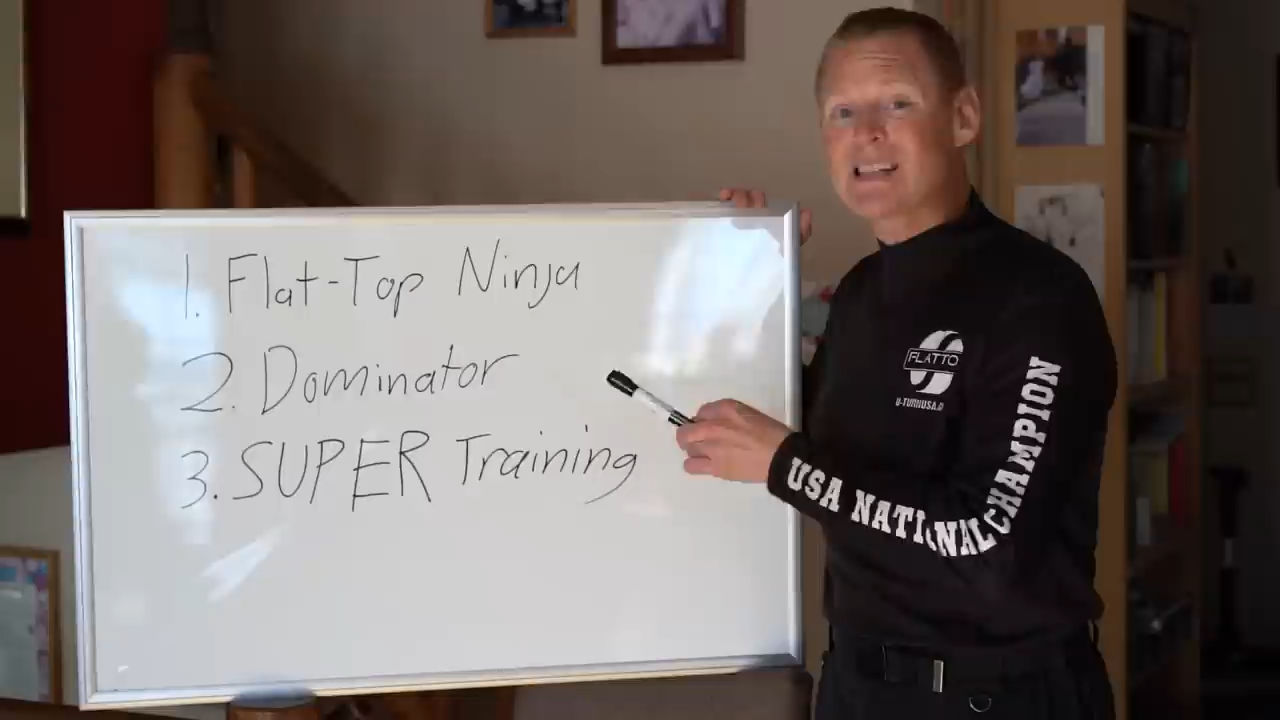 1. Flat-Top Ninja
2. Dominator
3. SUPER Training
FLATTO
USA NATIONAL CHAMPION